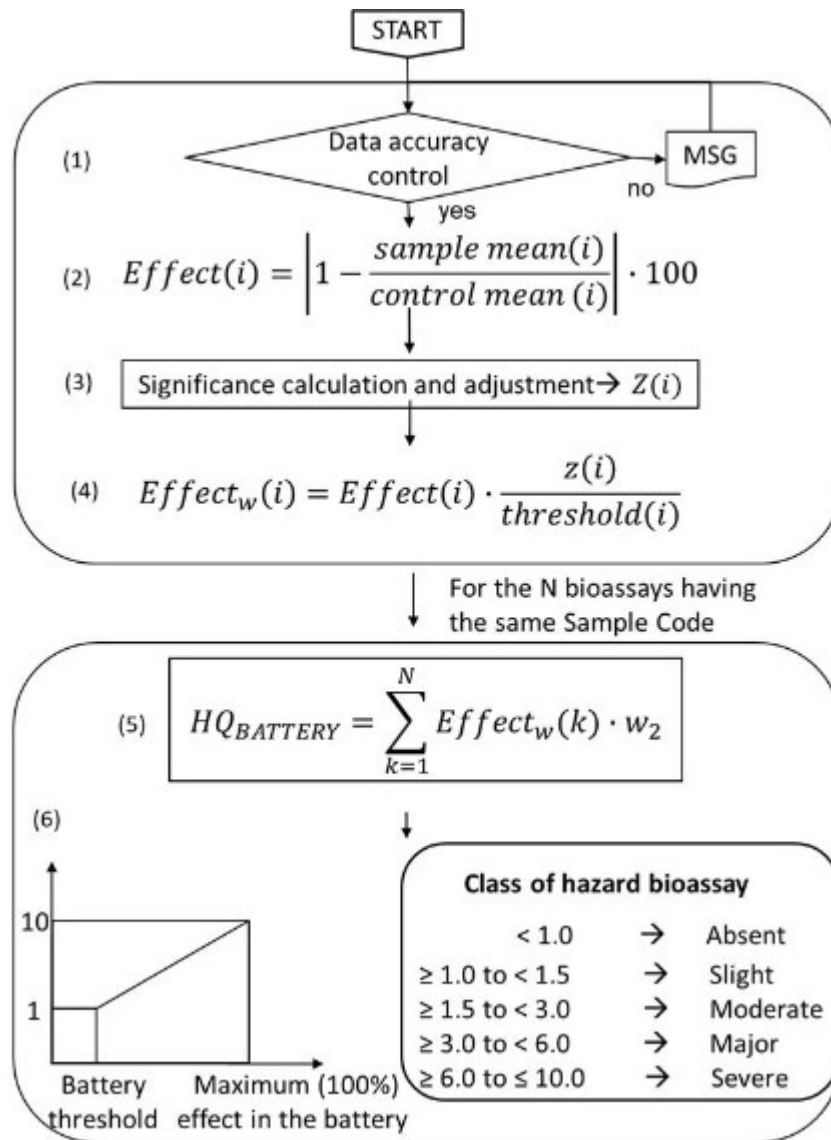 START
(1)
Data accuracy
control
MSG
no
yes
(2) Effect(i) = |1 − sample mean(i) / control mean (i)| · 100
(3) Significance calculation and adjustment→ Z(i)
(4) Effect_w(i) = Effect(i) · z(i) / threshold(i)
For the N bioassays having
the same Sample Code
(5) HQ_BATTERY = ∑_{k=1}^{N} Effect_w(k) · w_2
(6)
10
1
Battery
threshold
Maximum (100%)
effect in the battery
Class of hazard bioassay
< 1.0 → Absent
≥ 1.0 to < 1.5 → Slight
≥ 1.5 to < 3.0 → Moderate
≥ 3.0 to < 6.0 → Major
≥ 6.0 to ≤ 10.0 → Severe